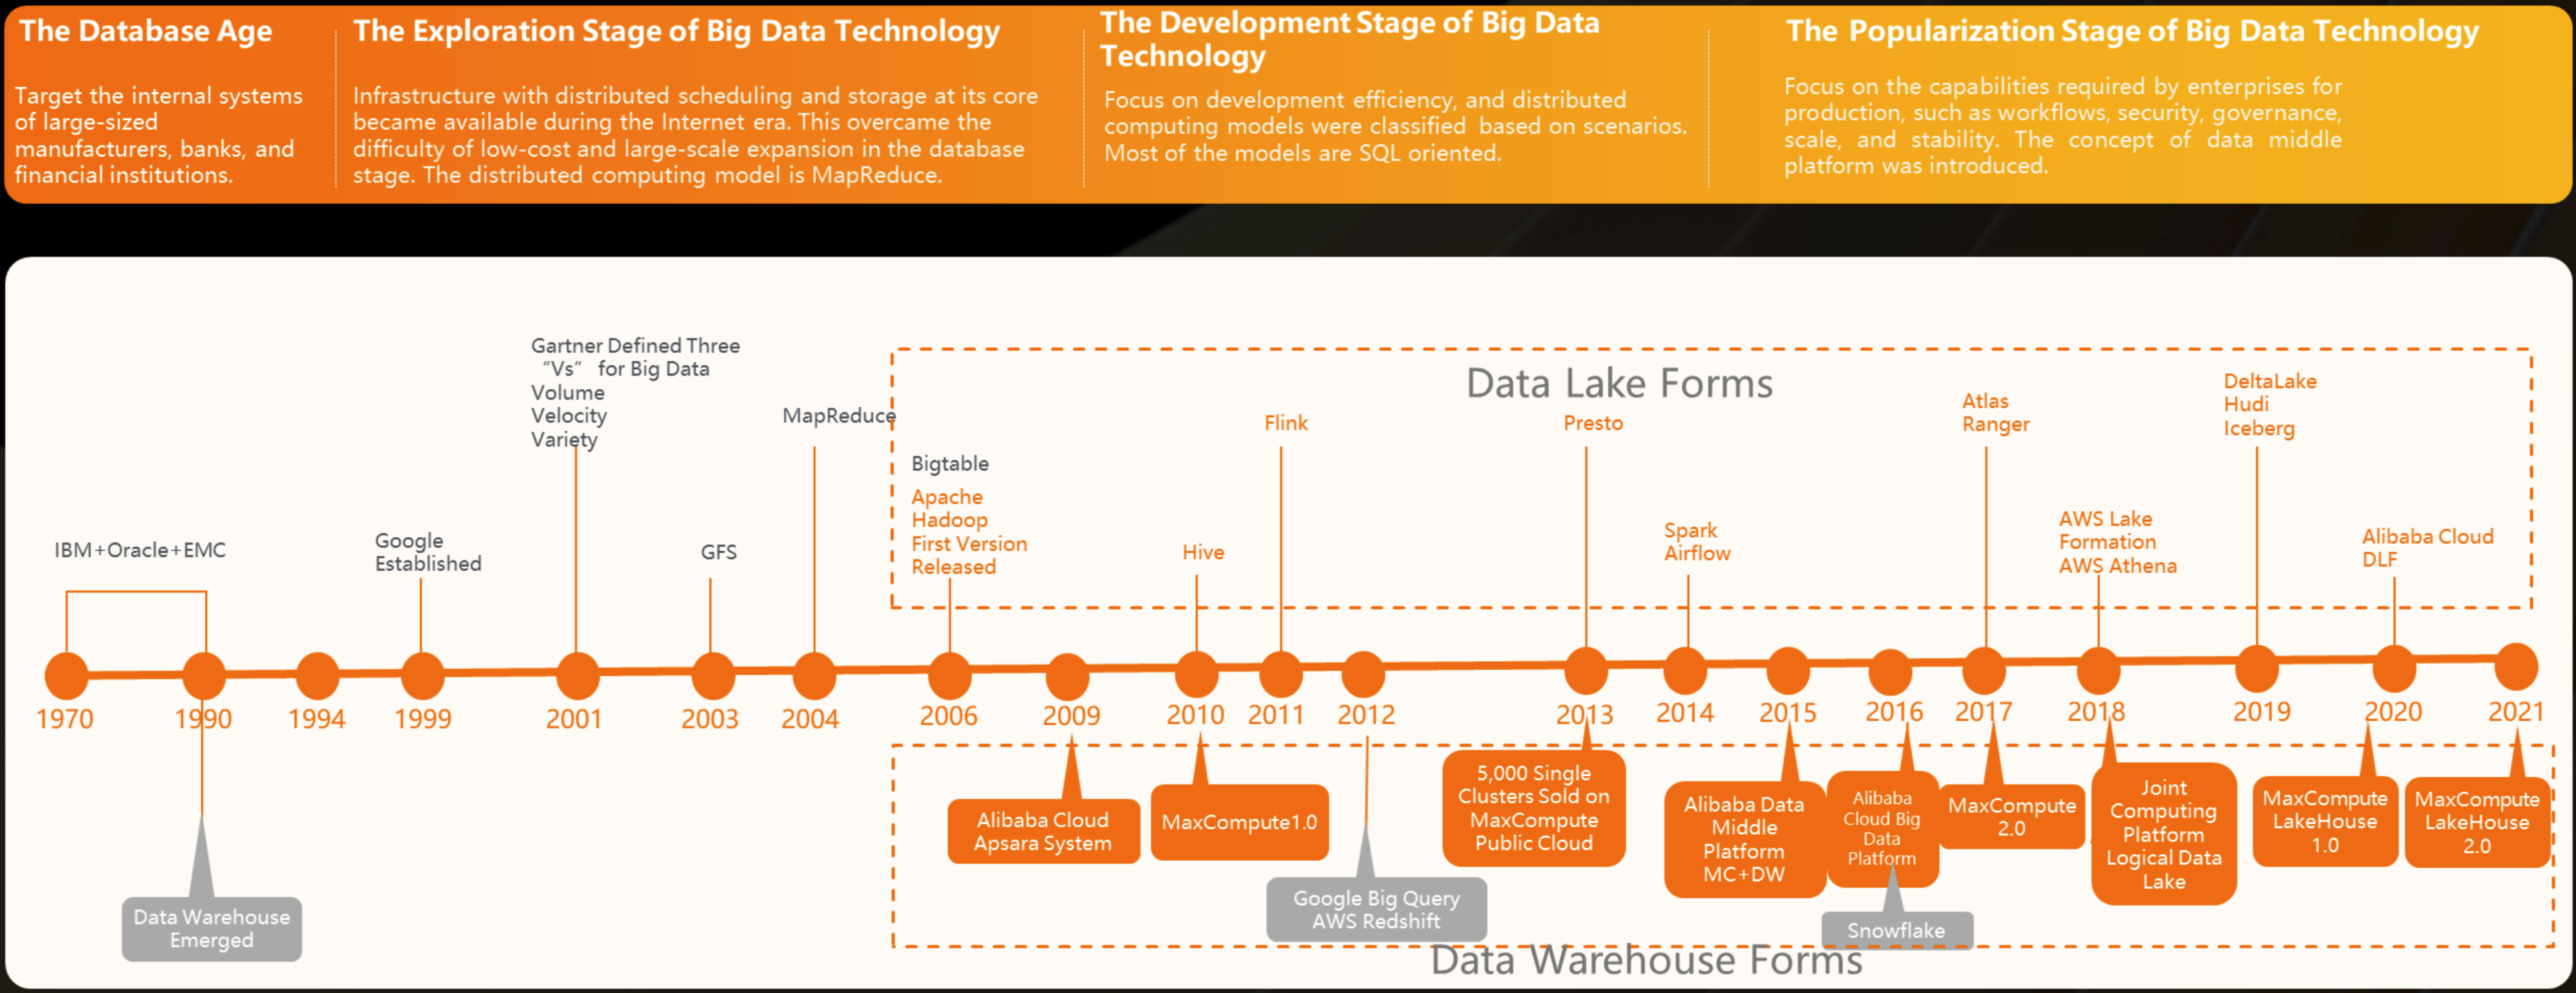 The Database Age
Target the internal systems
of large-sized
manufacturers, banks, and
financial institutions.
The Exploration Stage of Big Data Technology
Infrastructure with distributed scheduling and storage at its core
became available during the Internet era. This overcame the
difficulty of low-cost and large-scale expansion in the database
stage. The distributed computing model is MapReduce.
The Development Stage of Big Data
Technology
Focus on development efficiency, and distributed
computing models were classified based on scenarios.
Most of the models are SQL oriented.
The Popularization Stage of Big Data Technology
Focus on the capabilities required by enterprises for
production, such as workflows, security, governance,
scale, and stability. The concept of data middle
platform was introduced.
Data Lake Forms
IBM+Oracle+EMC
Google
Established
Gartner Defined Three
“Vs” for Big Data
Volume
Velocity
Variety
GFS
MapReduce
Bigtable
Apache
Hadoop
First Version
Released
Hive
Flink
Presto
Spark
Airflow
Atlas
Ranger
AWS Lake
Formation
AWS Athena
DeltaLake
Hudi
Iceberg
Alibaba Cloud
DLF
1970
1990
1994
1999
2001
2003
2004
2006
2009
2010
2011
2012
2013
2014
2015
2016
2017
2018
2019
2020
2021
Data Warehouse
Emerged
Alibaba Cloud
Apsara System
MaxCompute1.0
Google Big Query
AWS Redshift
5,000 Single
Clusters Sold on
MaxCompute
Public Cloud
Alibaba Data
Middle
Platform
MC+DW
Alibaba
Cloud Big
Data
Platform
Snowflake
MaxCompute
2.0
Joint
Computing
Platform
Logical Data
Lake
MaxCompute
LakeHouse
1.0
MaxCompute
LakeHouse
2.0
Data Warehouse Forms